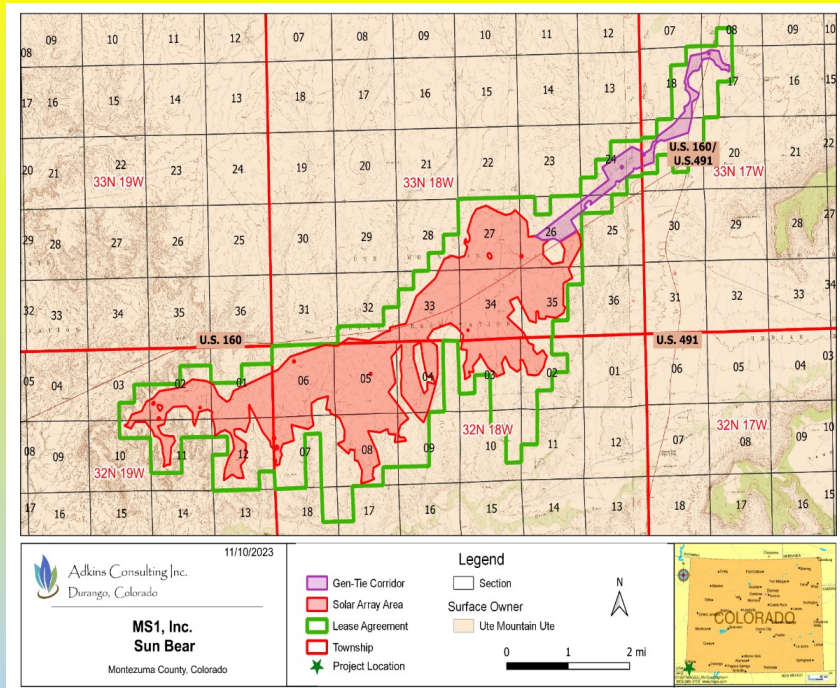 09 10 11 12 07 08 09 10 11 12 07 08 09 10
08
17 16 15 14 13 18 17 16 15 14 13 18 17 16 15
20 21 22 23 24 19 20 21 22 23 24 20 21 22
U.S. 160/
U.S.491
33N 19W 33N 18W 33N 17W
29 28 27 26 25 30 29 28 27 26 25 30 29 28 27
32 33 34 35 36 31 32 33 34 35 36 31 32 33 34
U.S. 160 U.S. 491
05 04 03 02 01 06 05 04 03 02 01 06 05 04 03
32N 19W 32N 18W 32N 17W
08 09 10 11 12 07 08 09 10 11 12 07 08 09 10
17 16 15 14 13 18 17 16 15 14 13 18 17 16 15
11/10/2023
Adkins Consulting Inc.
Durango, Colorado
MS1, Inc.
Sun Bear
Montezuma County, Colorado
Legend
Gen-Tie Corridor
Solar Array Area
Lease Agreement
Township
Project Location
Section
Surface Owner
Ute Mountain Ute
N
0 1 2 mi
COLORADO